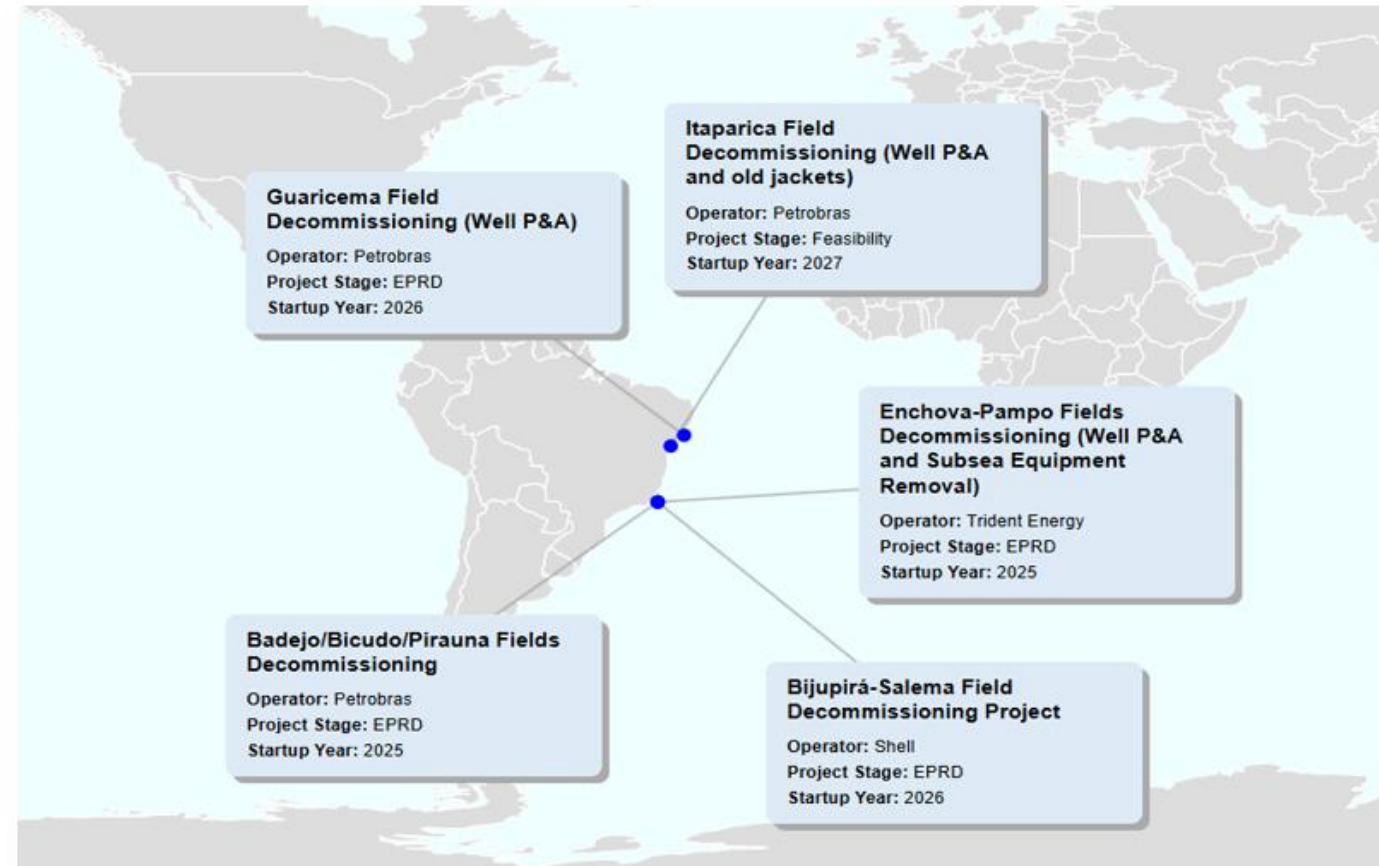 Itaparica Field
Decommissioning (Well P&A
and old jackets)
Operator: Petrobras
Project Stage: Feasibility
Startup Year: 2027
Guaricema Field
Decommissioning (Well P&A)
Operator: Petrobras
Project Stage: EPRD
Startup Year: 2026
Enchova-Pampo Fields
Decommissioning (Well P&A
and Subsea Equipment
Removal)
Operator: Trident Energy
Project Stage: EPRD
Startup Year: 2025
Badejo/Bicudo/Pirauna Fields
Decommissioning
Operator: Petrobras
Project Stage: EPRD
Startup Year: 2025
Bijupirá-Salema Field
Decommissioning Project
Operator: Shell
Project Stage: EPRD
Startup Year: 2026